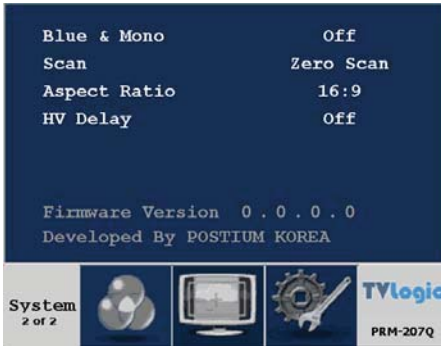 Blue & Mono Off
Scan Zero Scan
Aspect Ratio 16:9
HV Delay Off
Firmware Version 0.0.0.0
Developed By POSTIUM KOREA
System
2 of 2
TVLogic
PRM-207Q